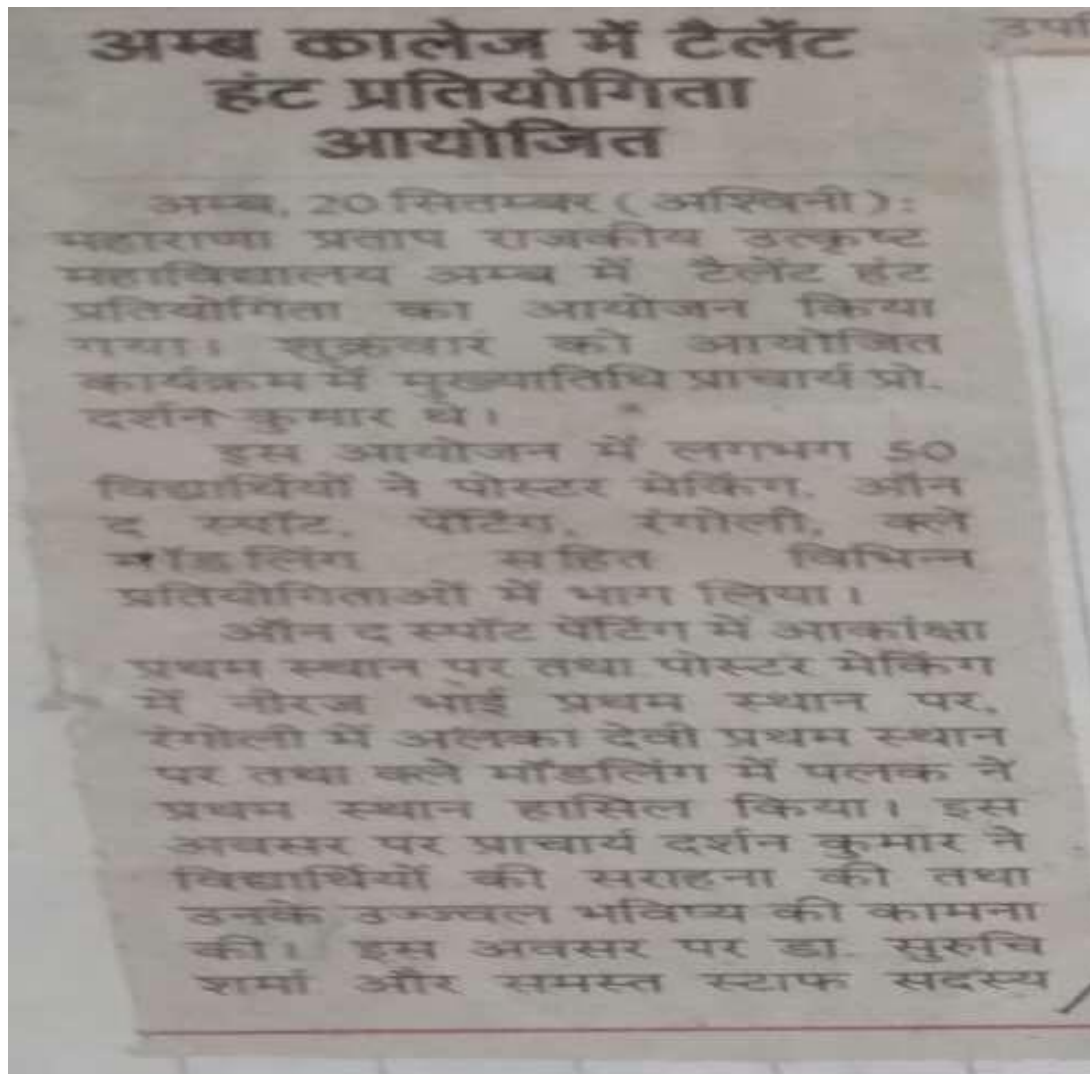 अम्ब कालेज में टैलेंट
हंट प्रतियोगिता
आयोजित
अम्ब, 20 सितम्बर (अश्विनी):
महाराणा प्रताप राजकीय उत्कृष्ट
महाविद्यालय अम्ब में टैलेंट हंट
प्रतियोगिता का आयोजन किया
गया। शुक्रवार को आयोजित
कार्यक्रम में मुख्यातिथि प्राचार्य प्रो.
दर्शन कुमार थे।
इस आयोजन में लगभग 50
विद्यार्थियों ने पोस्टर मेकिंग, ऑन
द स्पॉट, पेंटिंग, रंगोली, क्ले
मॉडलिंग सहित विभिन्न
प्रतियोगिताओं में भाग लिया।
ऑन द स्पॉट पेंटिंग में आकांक्षा
प्रथम स्थान पर तथा पोस्टर मेकिंग
में नीरज भाई प्रथम स्थान पर,
रंगोली में अलका देवी प्रथम स्थान
पर तथा क्ले मॉडलिंग में पलक ने
प्रथम स्थान हासिल किया। इस
अवसर पर प्राचार्य दर्शन कुमार ने
विद्यार्थियों की सराहना की तथा
उनके उज्ज्वल भविष्य की कामना
की। इस अवसर पर डा. सुरुचि
शर्मा और समस्त स्टाफ सदस्य